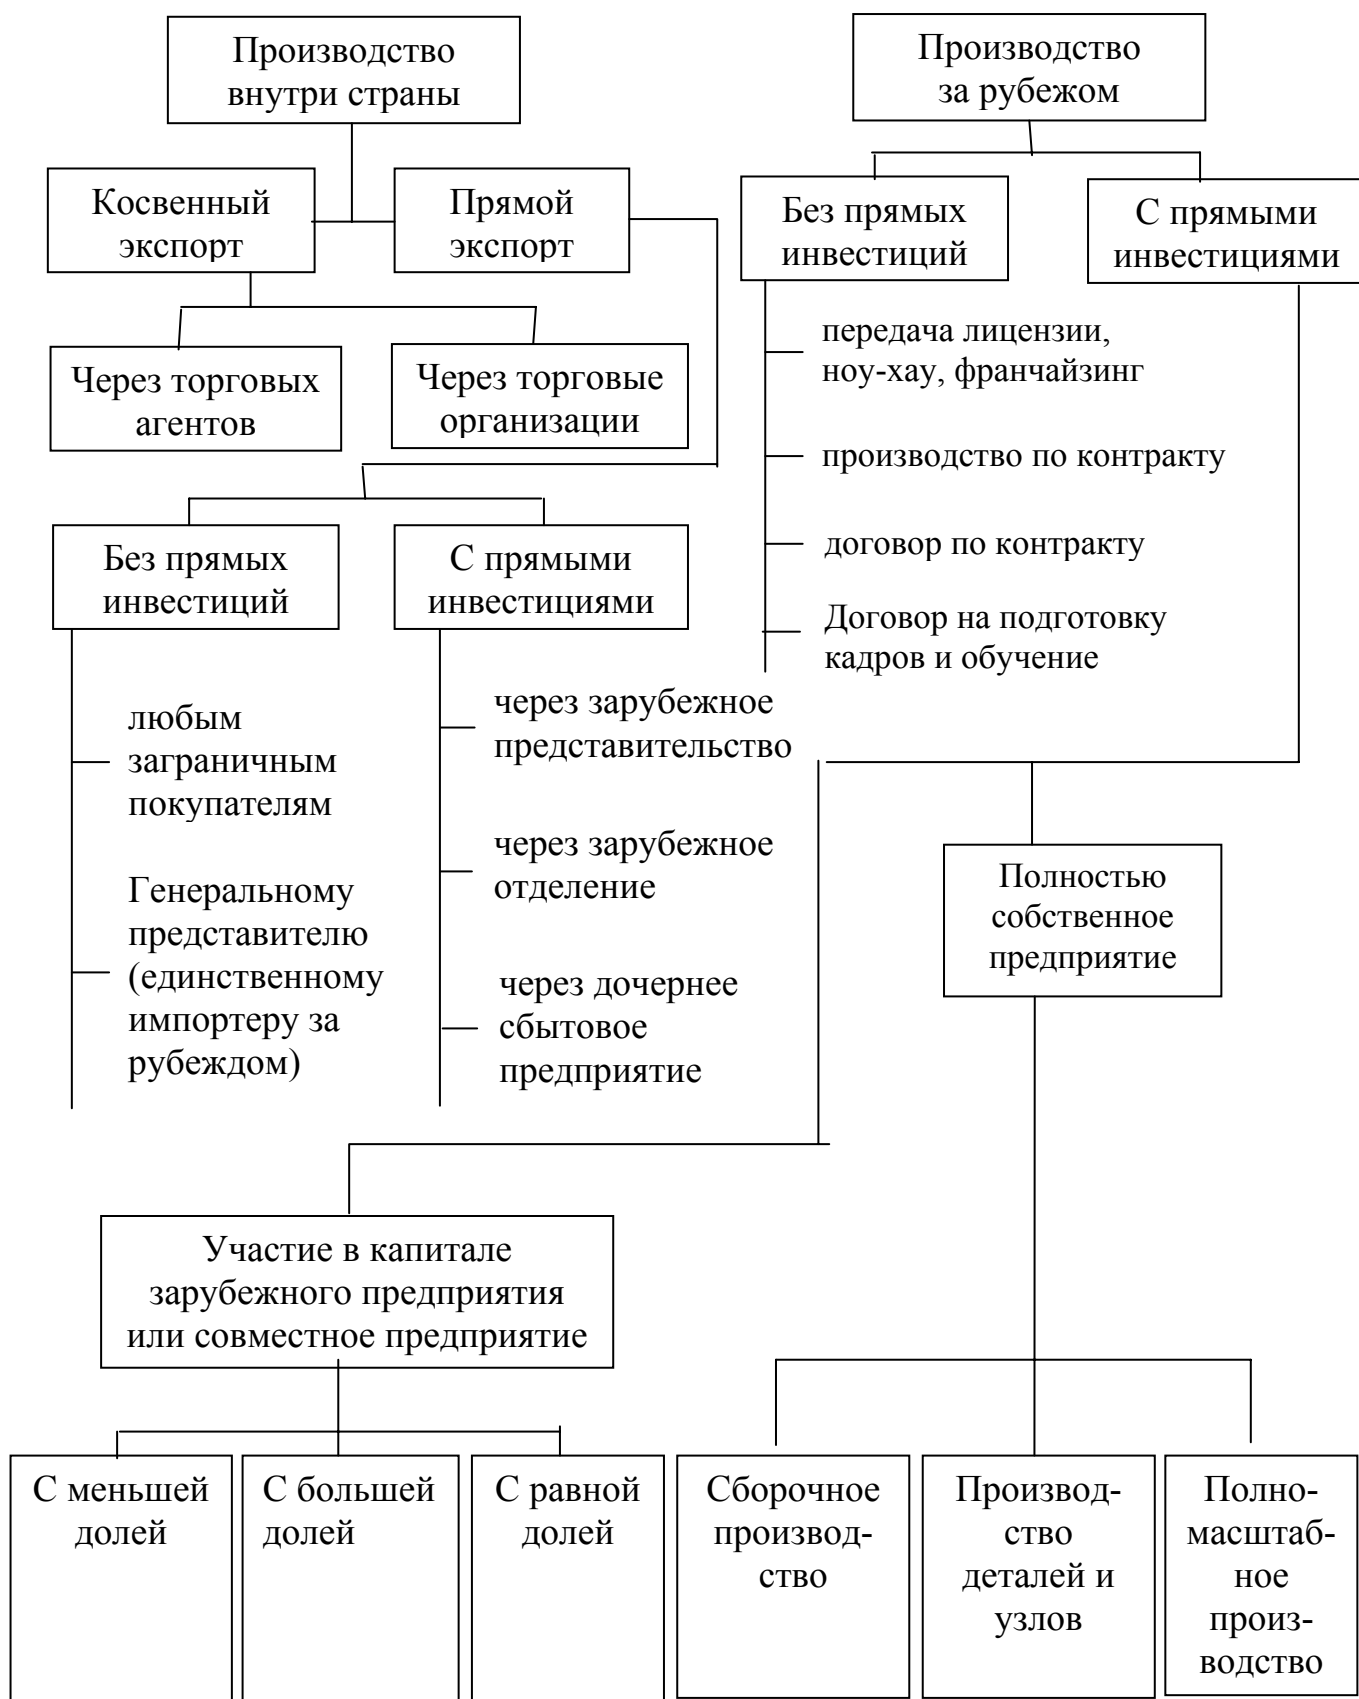 Производство
внутри страны
Производство
за рубежом
Косвенный
экспорт
Прямой
экспорт
Без прямых
инвестиций
С прямыми
инвестициями
Через торговых
агентов
Через торговые
организации
передача лицензии,
ноу-хау, франчайзинг
производство по контракту
договор по контракту
Договор на подготовку
кадров и обучение
Без прямых
инвестиций
С прямыми
инвестициями
любым
заграничным
покупателям
Генеральному
представителю
(единственному
импортеру за
рубеждом)
через зарубежное
представительство
через зарубежное
отделение
через дочернее
сбытовое
предприятие
Полностью
собственное
предприятие
Участие в капитале
зарубежного предприятия
или совместное предприятие
С меньшей
долей
С большей
долей
С равной
долей
Сборочное
производ-
ство
Производ-
ство
деталей и
узлов
Полно-
масштаб-
ное
произ-
водство